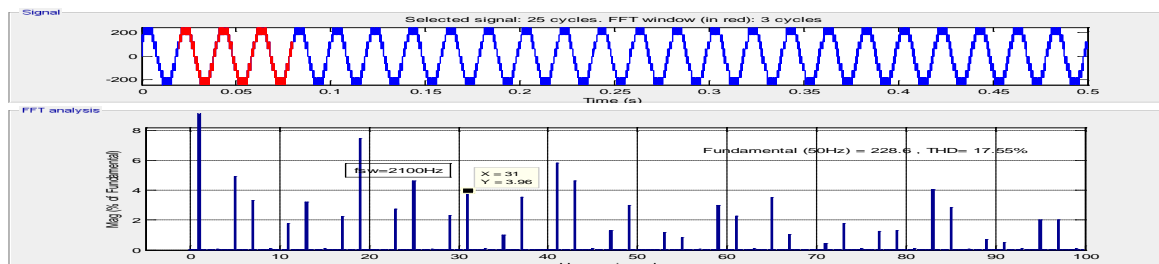 Signal
Selected signal: 25 cycles. FFT window (in red): 3 cycles
200
0
-200
0 0.05 0.1 0.15 0.2 0.25 0.3 0.35 0.4 0.45 0.5
Time (s)
FFT analysis
Mag (% of Fundamental)
8
6
4
2
0
Fundamental (50Hz) = 228.6 , THD= 17.55%
fsw=2100Hz
X = 31
Y = 3.96
0 10 20 30 40 50 60 70 80 90 100